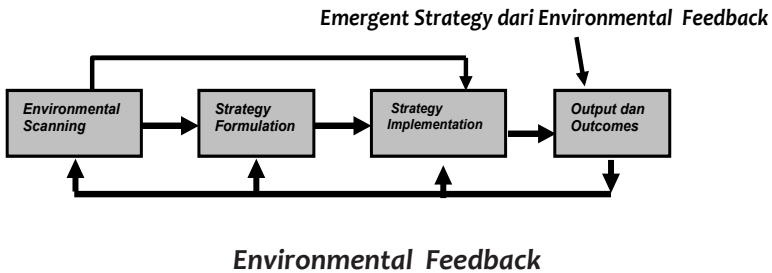 Emergent Strategy dari Environmental Feedback
Environmental
Scanning
Strategy
Formulation
Strategy
Implementation
Output dan
Outcomes
Environmental Feedback